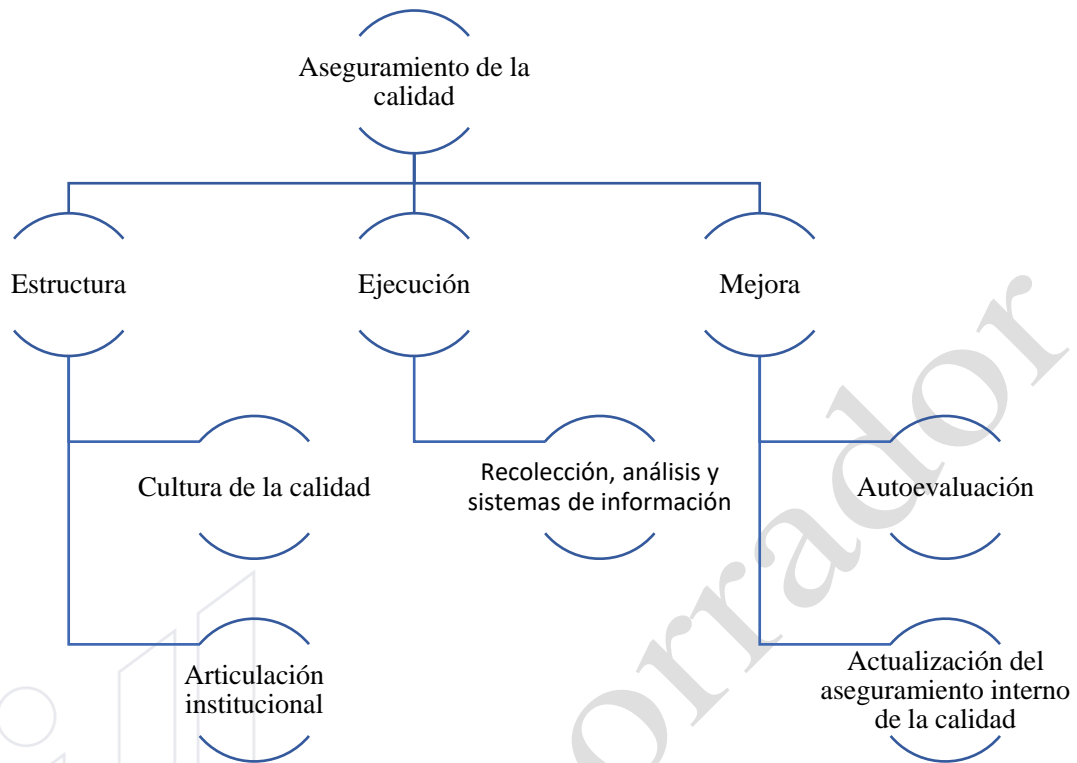 Aseguramiento de la
calidad
Estructura
Ejecución
Mejora
Cultura de la calidad
Recolección, análisis y
sistemas de información
Autoevaluación
Articulación
institucional
Actualización del
aseguramiento interno
de la calidad
orrador